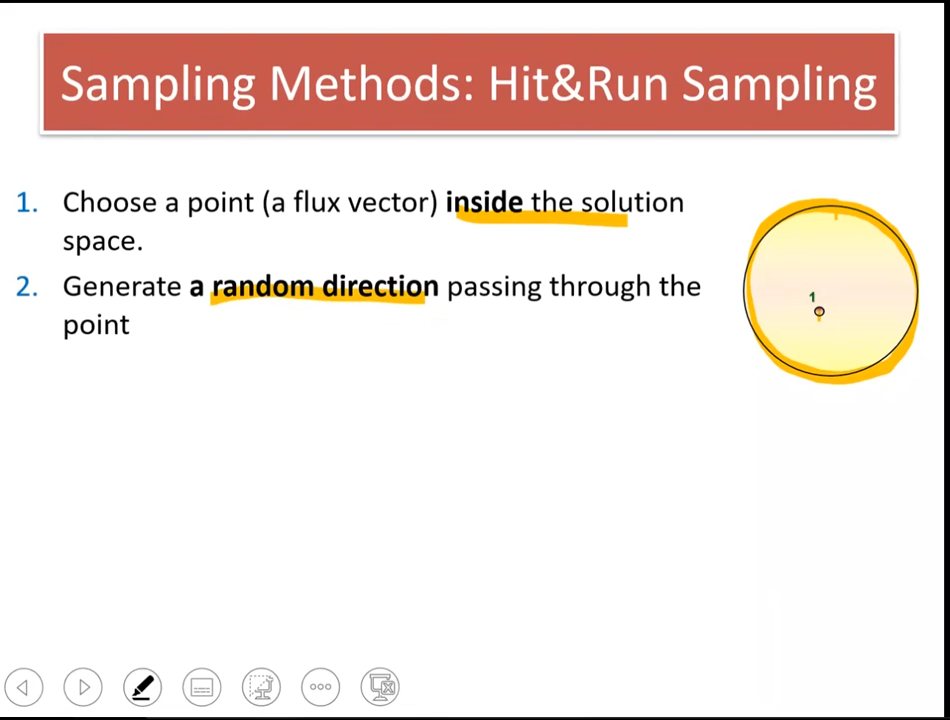 Sampling Methods: Hit&Run Sampling
1. Choose a point (a flux vector) inside the solution
space.
2. Generate a random direction passing through the
point
1